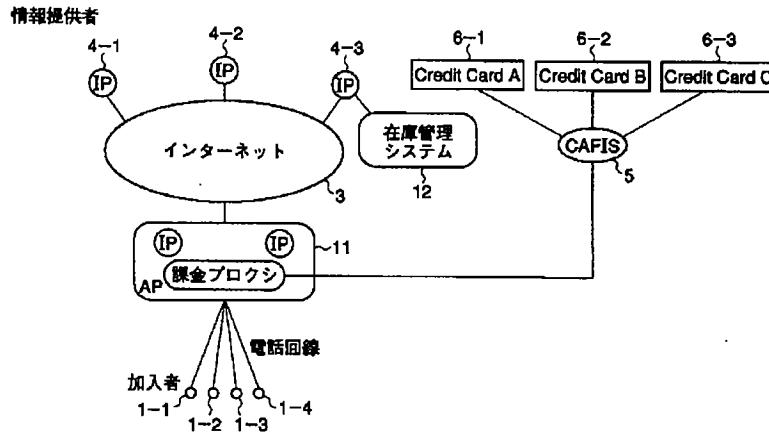 情報提供者
4-1
4-2
4-3
6-1
6-2
6-3
IP
IP
IP
Credit Card A
Credit Card B
Credit Card C
インターネット
在庫管理
システム
CAFIS
3
12
5
IP
IP
11
課金プロクシ
AP
電話回線
加入者
1-1
1-2
1-3
1-4